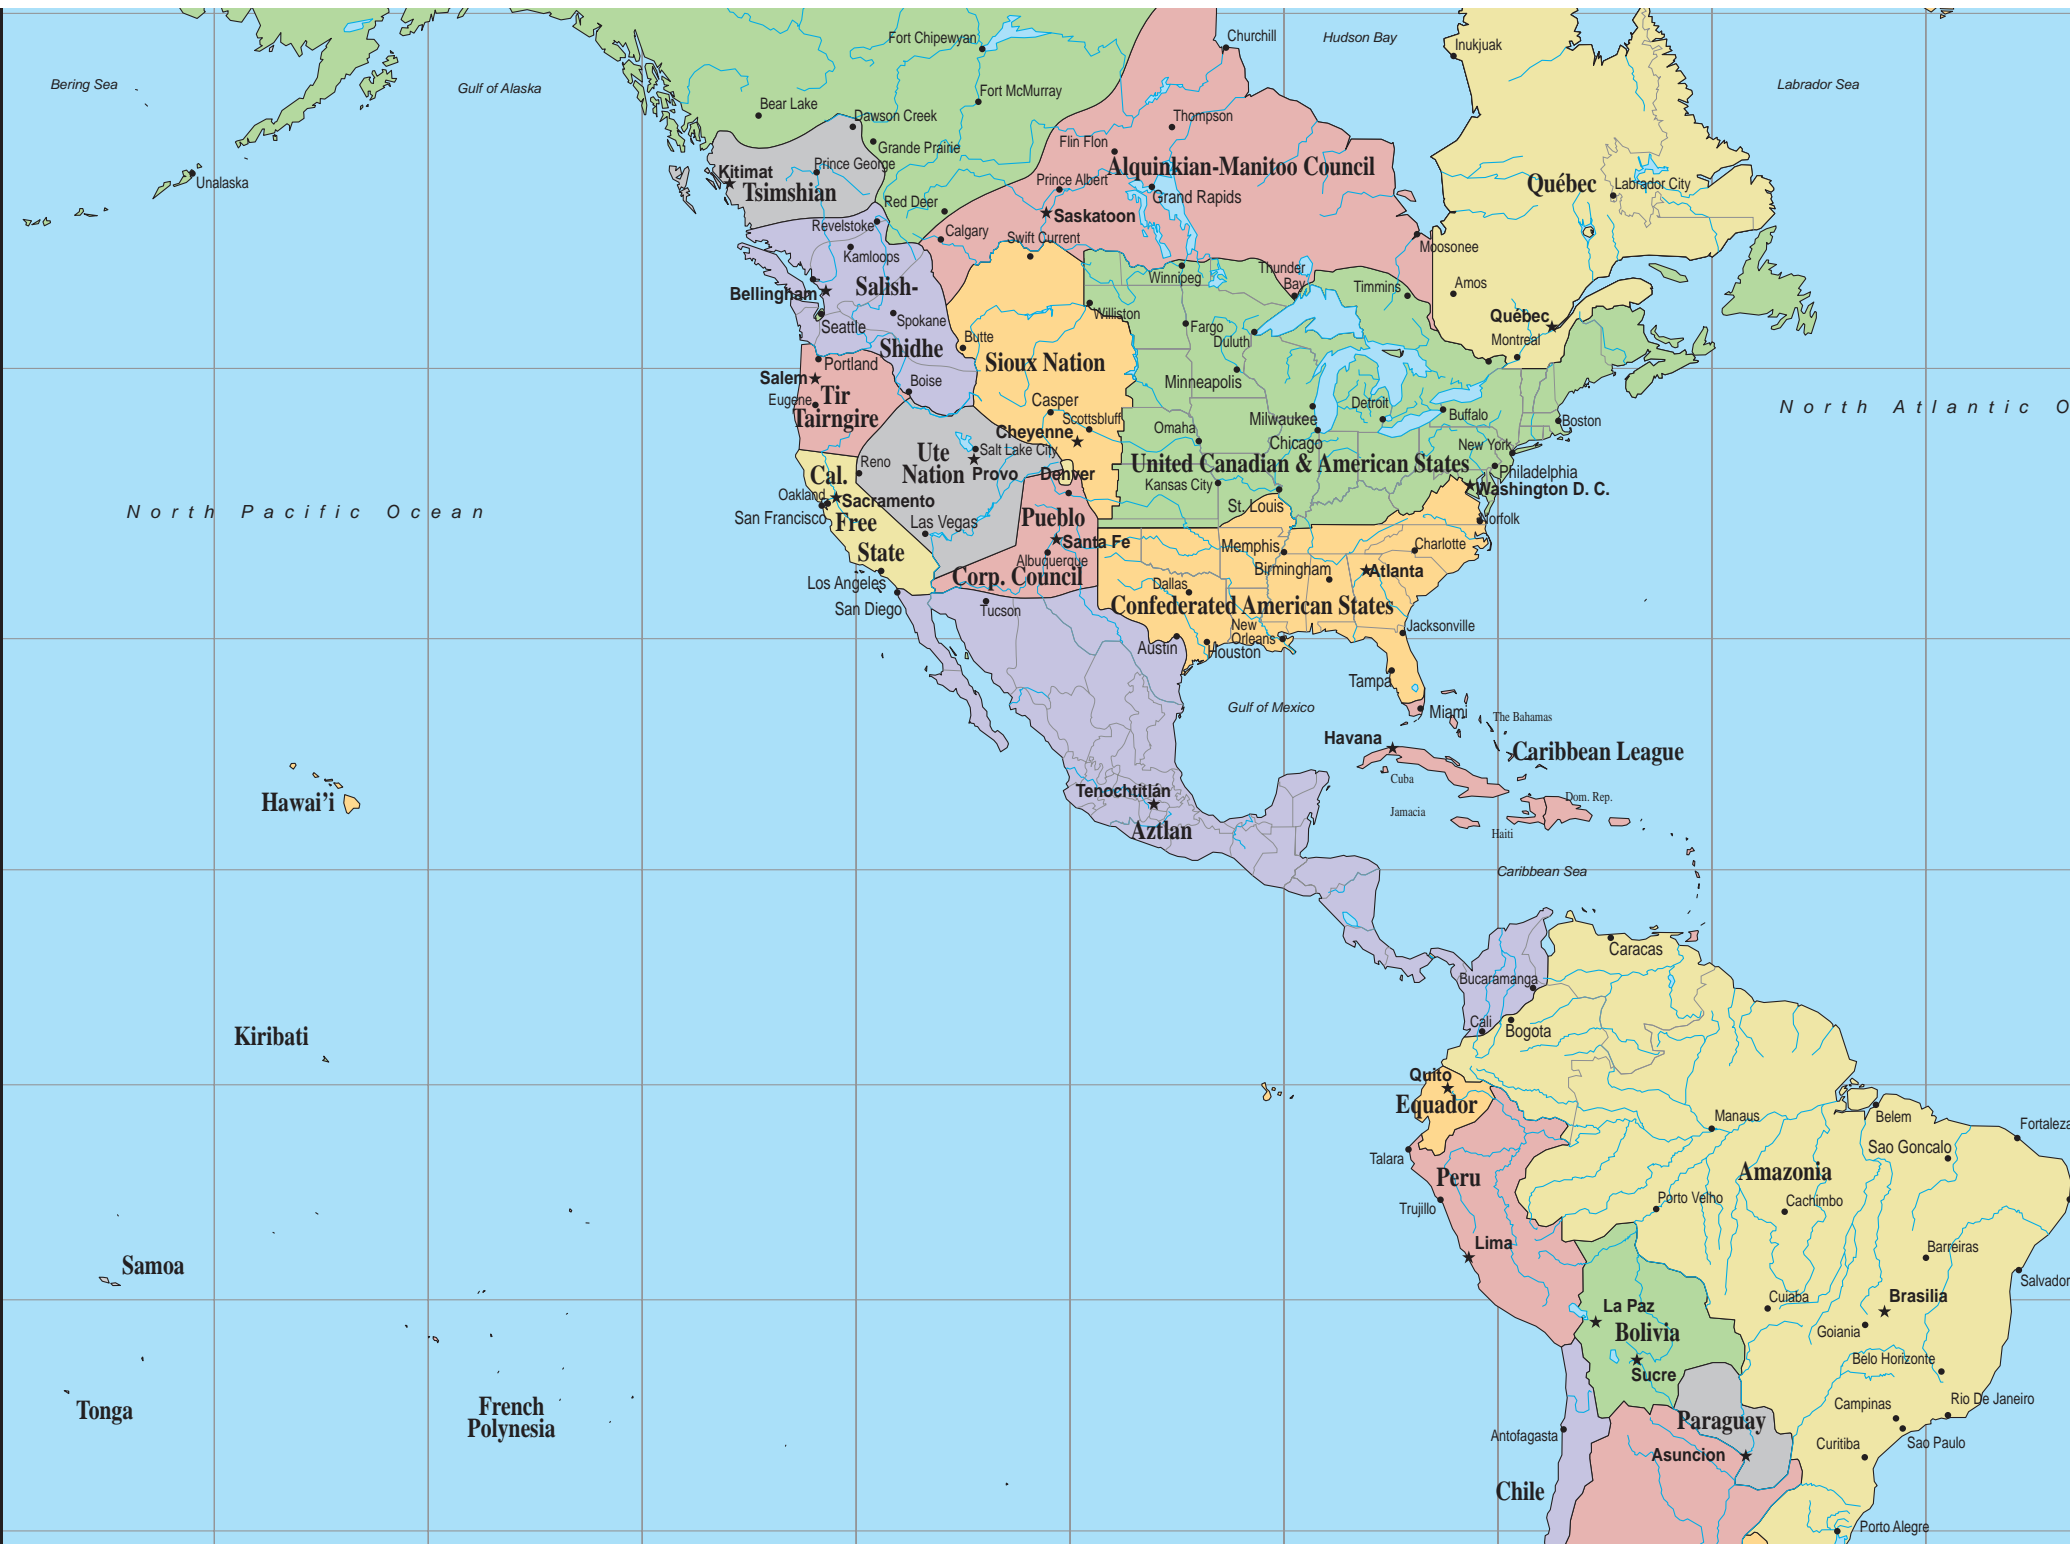 Fort Chipewyan
Churchill
Hudson Bay
Inukjuak
Bering Sea
Gulf of Alaska
Labrador Sea
Fort McMurray
Bear Lake
Dawson Creek
Thompson
Grande Prairie
Flin Flon
Prince George
Alquinkian-Manitoo Council
Kitimat
Tsimshian
Prince Albert
Grand Rapids
Québec
Labrador City
Unalaska
Red Deer
Saskatoon
Revelstoke
Calgary
Swift Current
Moosonee
Kamloops
Winnipeg
Thunder
Bay
Timmins
Amos
Bellingham
Salish-
Shidhe
Seattle
Spokane
Williston
Fargo
Duluth
Québec
Montreal
Butte
Sioux Nation
Portland
Salem
Eugene
Tir
Tairngire
Boise
Minneapolis
Casper
Scottsbluff
Cheyenne
Omaha
Milwaukee
Chicago
Detroit
Buffalo
Boston
North Atlantic O
New York
Philadelphia
Washington D. C.
Ute
Nation
Salt Lake City
Provo
Denver
United Canadian & American States
Kansas City
St. Louis
Norfolk
Reno
Cal.
Free
State
Oakland
Sacramento
San Francisco
North Pacific Ocean
Las Vegas
Pueblo
Corp. Council
Santa Fe
Albuquerque
Memphis
Charlotte
Birmingham
Atlanta
Dallas
Confederated American States
Los Angeles
San Diego
Tucson
Austin
Houston
New
Orleans
Jacksonville
Tampa
Miami
Gulf of Mexico
The Bahamas
Havana
Caribbean League
Cuba
Jamacia
Haiti
Dom. Rep.
Hawai'i
Tenochtitlán
Aztlan
Caribbean Sea
Caracas
Bucaramanga
Cali
Bogota
Kiribati
Quito
Equador
Manaus
Belem
Fortaleza
Talara
Peru
Sao Goncalo
Amazonia
Trujillo
Porto Velho
Cachimbo
Lima
Barreiras
Samoa
Salvador
La Paz
Bolivia
Sucre
Cuiaba
Brasilia
Goiania
Belo Horizonte
Tonga
French
Polynesia
Antofagasta
Paraguay
Asuncion
Campinas
Rio De Janeiro
Curitiba
Sao Paulo
Chile
Porto Alegre